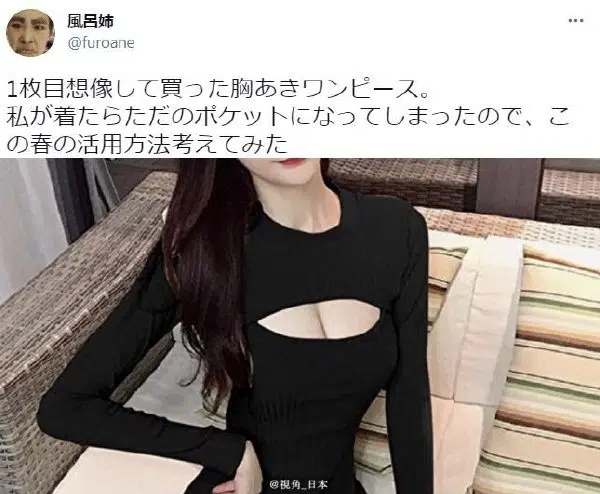 風呂姉
@furoane
1枚目想像して買った胸あきワンピース。
私が着たらただのポケットになってしまったので、こ
の春の活用方法考えてみた
@視角_日本